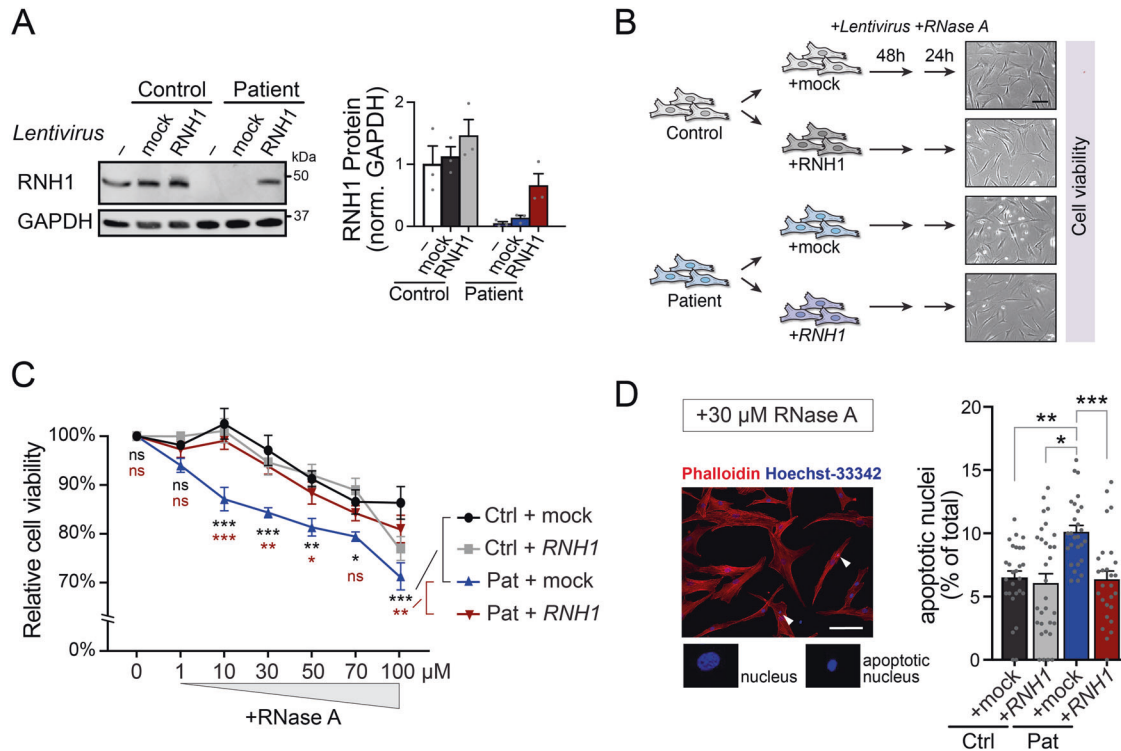 A
Control Patient
Lentivirus – mock RNH1 – mock RNH1
kDa
RNH1
50
GAPDH
37
RNH1 Protein
(norm. GAPDH)
2
1
0
– mock RNH1 – mock RNH1
Control Patient
B
+Lentivirus +RNase A
48h 24h
+mock
Control
+RNH1
+mock
Patient
+RNH1
Cell viability
C
Relative cell viability
100%
90%
80%
70%
0%
ns
ns
ns
ns
***
***
***
**
**
*
*
ns
***
**
0 1 10 30 50 70 100 µM
+RNase A
Ctrl + mock
Ctrl + RNH1
Pat + mock
Pat + RNH1
D
+30 µM RNase A
Phalloidin Hoechst-33342
nucleus
apoptotic
nucleus
apoptotic nuclei
(% of total)
20
15
10
5
0
**
***
*
+mock +RNH1 +mock +RNH1
Ctrl Pat